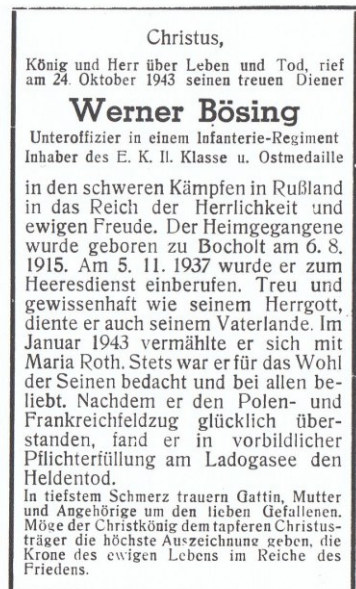 Christus,
König und Herr über Leben und Tod, rief
am 24. Oktober 1943 seinen treuen Diener
Werner Bösing
Unteroffizier in einem Infanterie-Regiment
Inhaber des E. K. II. Klasse u. Ostmedaille
in den schweren Kämpfen in Rußland
in das Reich der Herrlichkeit und
ewigen Freude. Der Heimgegangene
wurde geboren zu Bocholt am 6. 8.
1915. Am 5. 11. 1937 wurde er zum
Heeresdienst einberufen. Treu und
gewissenhaft wie seinem Herrgott,
diente er auch seinem Vaterlande. Im
Januar 1943 vermählte er sich mit
Maria Roth. Stets war er für das Wohl
der Seinen bedacht und bei allen be-
liebt. Nachdem er den Polen- und
Frankreichfeldzug glücklich über-
standen, fand er in vorbildlicher
Pflichterfüllung am Ladogasee den
Heldentod.
In tiefstem Schmerz trauern Gattin, Mutter
und Angehörige um den lieben Gefallenen.
Möge der Christkönig dem tapferen Christus-
träger die höchste Auszeichnung geben, die
Krone des ewigen Lebens im Reiche des
Friedens.